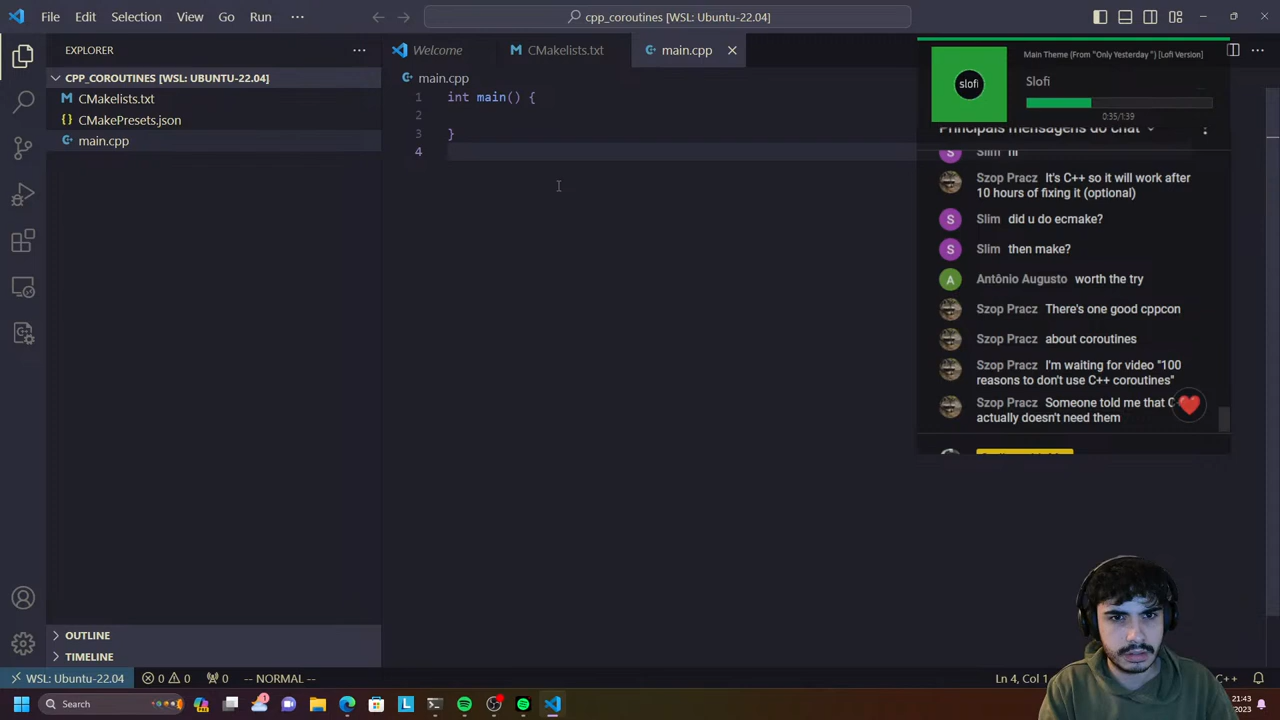 File Edit Selection View Go Run ···
cpp_coroutines [WSL: Ubuntu-22.04]
EXPLORER
CPP_COROUTINES [WSL: UBUNTU-22.04]
CMakelists.txt
CMakePresets.json
main.cpp
OUTLINE
TIMELINE
Welcome CMakelists.txt main.cpp
main.cpp
1 int main() {
2
3 }
4
Main Theme (From "Only Yesterday ") [Lofi Version]
slofi
Slofi
0:35/1:39
Principais mensagens do chat
Slim hi
Szop Pracz It's C++ so it will work after
10 hours of fixing it (optional)
Slim did u do ecmake?
Slim then make?
Antônio Augusto worth the try
Szop Pracz There's one good cppcon
Szop Pracz about coroutines
Szop Pracz I'm waiting for video "100
reasons to don't use C++ coroutines"
Szop Pracz Someone told me that
actually doesn't need them
WSL: Ubuntu-22.04 0 0 0 -- NORMAL --
Ln 4, Col 1
C++
Search
21:43
2023